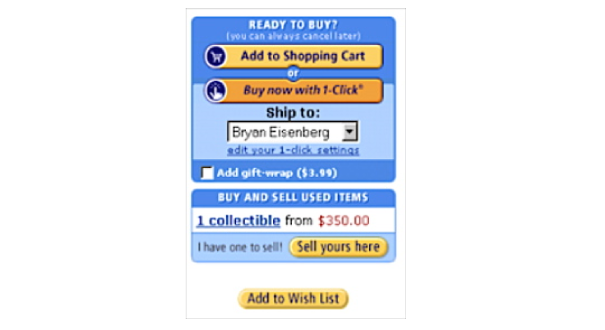 READY TO BUY?
(you can always cancel later)
Add to Shopping Cart
or
Buy now with 1-Click®
Ship to:
Bryan Eisenberg
edit your 1-click settings
Add gift-wrap ($3.99)
BUY AND SELL USED ITEMS
1 collectible from $350.00
I have one to sell! Sell yours here
Add to Wish List